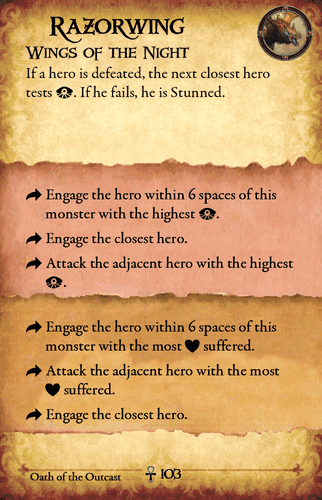 Razorwing
Wings of the Night
If a hero is defeated, the next closest hero
tests . If he fails, he is Stunned.
Engage the hero within 6 spaces of this
monster with the highest .
Engage the closest hero.
Attack the adjacent hero with the highest
.
Engage the hero within 6 spaces of this
monster with the most ♥ suffered.
Attack the adjacent hero with the most
♥ suffered.
Engage the closest hero.
Oath of the Outcast 103